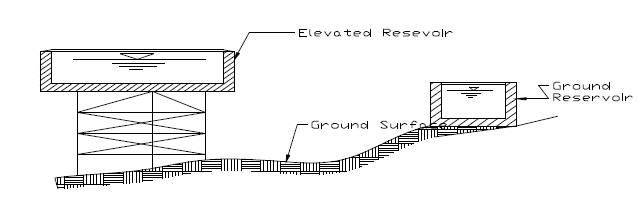 Elevated Resevoir
Ground
Reservoir
Ground Surface